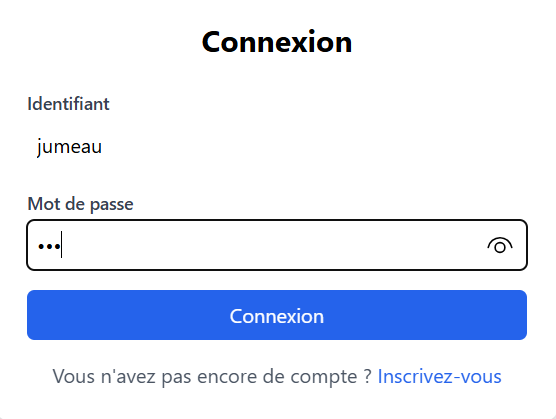 Connexion
Identifiant
jumeau
Mot de passe
•••
Connexion
Vous n'avez pas encore de compte ? Inscrivez-vous